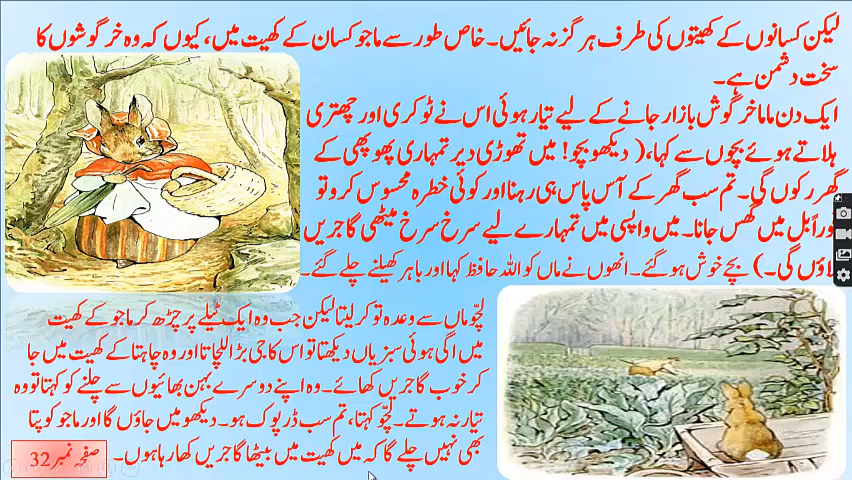 لیکن کسانوں کے کھیتوں کی طرف ہرگز نہ جائیں۔ خاص طور سے ماجو کسان کے کھیت میں، کیوں کہ وہ خرگوشوں کا
سخت دشمن ہے۔
ایک دن ماما خرگوش بازار جانے کے لیے تیار ہوئی اس نے ٹوکری اور چھتری
ہلاتے ہوئے بچوں سے کہا، ( دیکھو بچو! میں تھوڑی دیر تمہاری پھوپھی کے
گھر رکوں گی۔ تم سب گھر کے آس پاس ہی رہنا اور کوئی خطرہ محسوس کرو تو
فوراً بل میں گھس جانا۔ میں واپسی میں تمہارے لیے سرخ سرخ میٹھی گاجریں
لاؤں گی۔) بچے خوش ہو گئے۔ انھوں نے ماں کو اللہ حافظ کہا اور باہر کھیلنے چلے گئے۔
لچّو ماں سے وعدہ تو کر لیتا لیکن جب وہ ایک ٹیلے پر چڑھ کر ماجو کے کھیت
میں اگی ہوئی سبزیاں دیکھتا تو اس کا جی بڑا للچاتا اور وہ چاہتا کے کھیت میں جا
کر خوب گاجریں کھائے۔ وہ اپنے دوسرے بہن بھائیوں سے چلنے کو کہتا تو وہ
تیار نہ ہوتے۔ لچّو کہتا، تم سب ڈرپوک ہو۔ دیکھو میں جاؤں گا اور ماجو کو پتا
بھی نہیں چلے گا کہ میں کھیت میں بیٹھا گاجریں کھا رہا ہوں۔
صفحہ نمبر 32